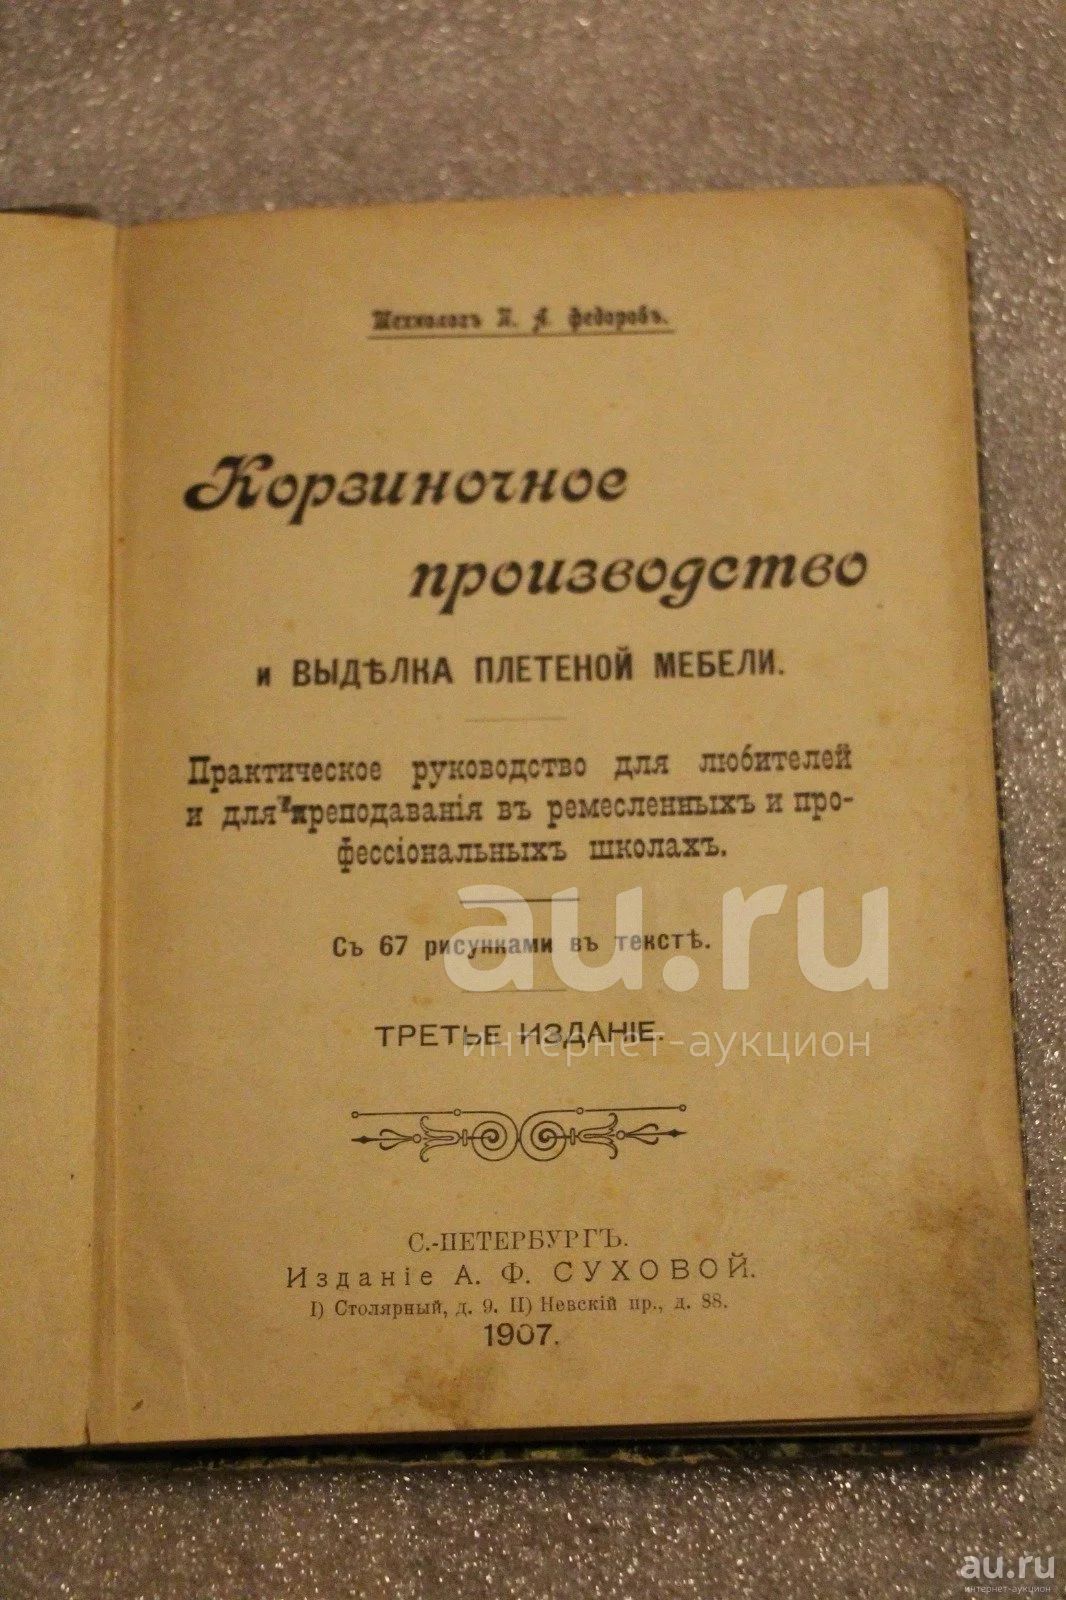 Технологъ П. А. Федоровъ.
Корзиночное
производство
и ВЫДѢЛКА ПЛЕТЕНОЙ МЕБЕЛИ.
Практическое руководство для любителей
и для преподаванія въ ремесленныхъ и про-
фессіональныхъ школахъ.
Съ 67 рисунками въ текстѣ.
ТРЕТЬЕ ИЗДАНІЕ.
С.-ПЕТЕРБУРГЪ.
Изданіе А. Ф. СУХОВОЙ.
I) Столярный, д. 9. II) Невскій пр., д. 88.
1907.
au.ru
интернет-аукцион
au.ru
интернет-аукцион